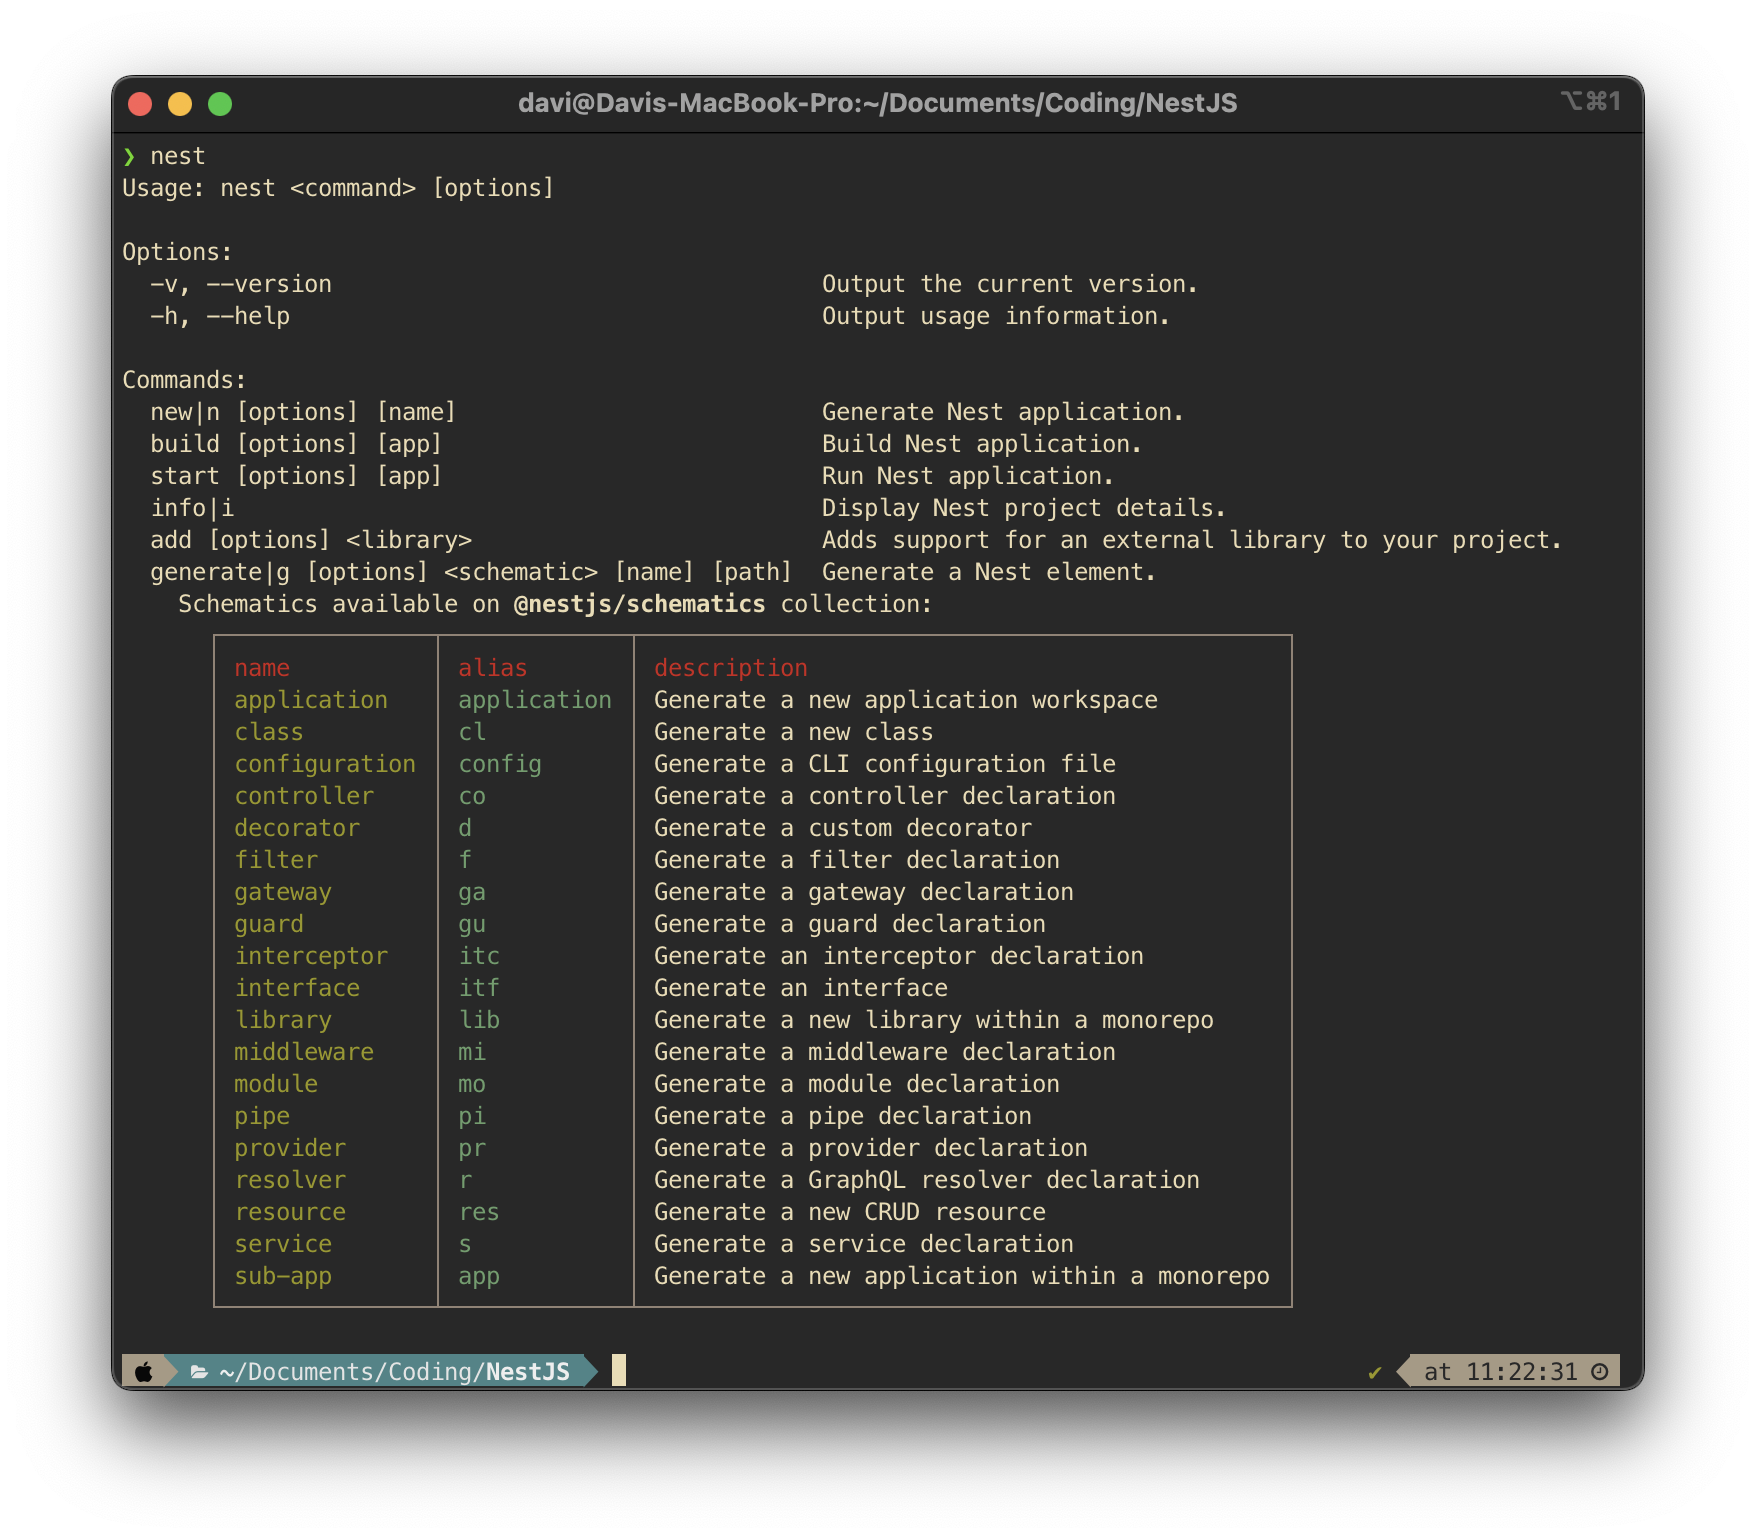 davi@Davis-MacBook-Pro:~/Documents/Coding/NestJS ⌥⌘1
❯ nest
Usage: nest <command> [options]
Options:
-v, --version Output the current version.
-h, --help Output usage information.
Commands:
new|n [options] [name] Generate Nest application.
build [options] [app] Build Nest application.
start [options] [app] Run Nest application.
info|i Display Nest project details.
add [options] <library> Adds support for an external library to your project.
generate|g [options] <schematic> [name] [path] Generate a Nest element.
Schematics available on @nestjs/schematics collection:
name alias description
application application Generate a new application workspace
class cl Generate a new class
configuration config Generate a CLI configuration file
controller co Generate a controller declaration
decorator d Generate a custom decorator
filter f Generate a filter declaration
gateway ga Generate a gateway declaration
guard gu Generate a guard declaration
interceptor itc Generate an interceptor declaration
interface itf Generate an interface
library lib Generate a new library within a monorepo
middleware mi Generate a middleware declaration
module mo Generate a module declaration
pipe pi Generate a pipe declaration
provider pr Generate a provider declaration
resolver r Generate a GraphQL resolver declaration
resource res Generate a new CRUD resource
service s Generate a service declaration
sub-app app Generate a new application within a monorepo
~/Documents/Coding/NestJS ✔ at 11:22:31